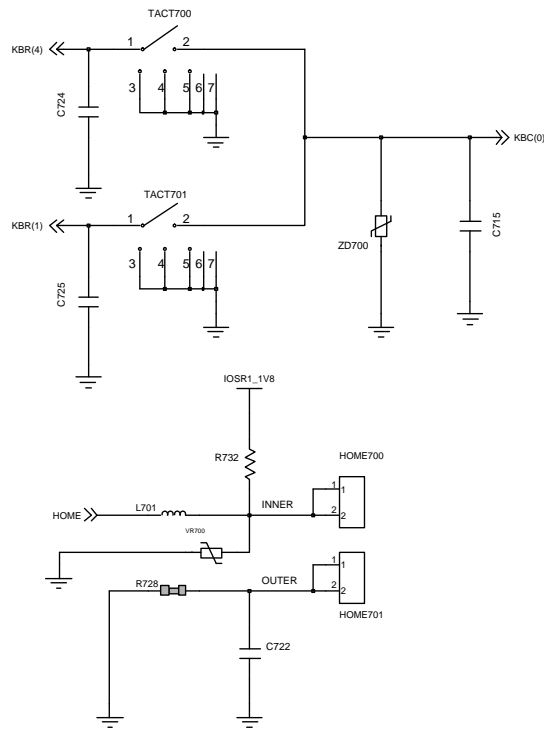 TACT700
KBR(4) 1 2
3 4 5 6 7
C724
KBC(0)
TACT701
KBR(1) 1 2
3 4 5 6 7
C725
ZD700
C715
IOSR1_1V8
R732
HOME700
1 1
HOME L701 INNER 2 2
VR700
1 1
R728 OUTER 2 2
HOME701
C722